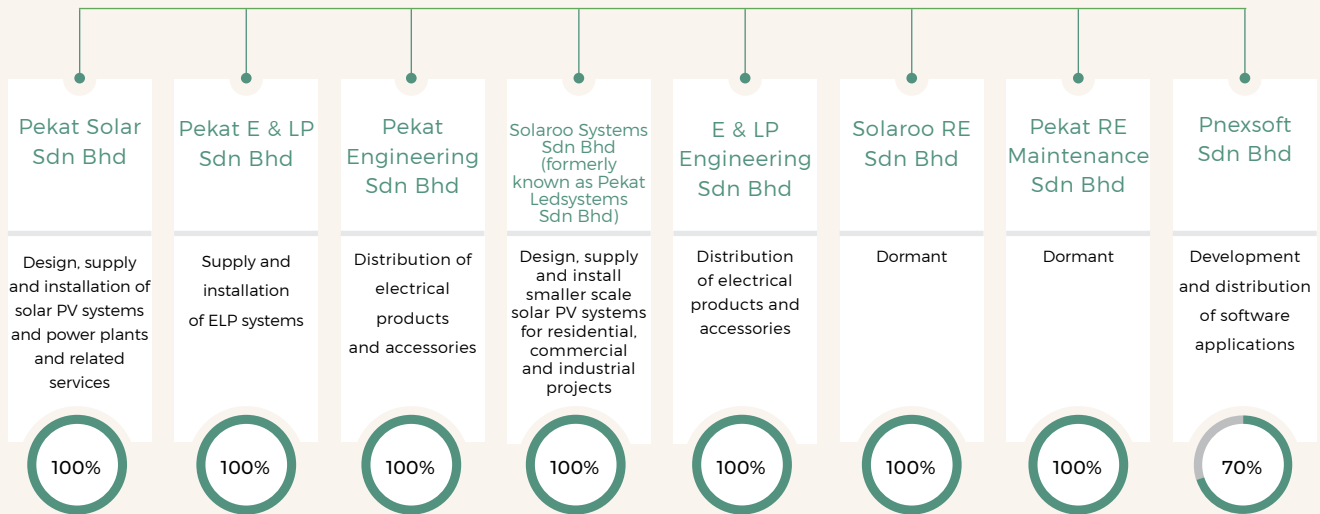 Pekat Solar
Sdn Bhd
Design, supply
and installation of
solar PV systems
and power plants
and related
services
100%
Pekat E & LP
Sdn Bhd
Supply and
installation
of ELP systems
100%
Pekat
Engineering
Sdn Bhd
Distribution of
electrical
products
and accessories
100%
Solaroo Systems
Sdn Bhd
(formerly
known as Pekat
Ledsystems
Sdn Bhd)
Design, supply
and install
smaller scale
solar PV systems
for residential,
commercial
and industrial
projects
100%
E & LP
Engineering
Sdn Bhd
Distribution
of electrical
products and
accessories
100%
Solaroo RE
Sdn Bhd
Dormant
100%
Pekat RE
Maintenance
Sdn Bhd
Dormant
100%
Pnexsoft
Sdn Bhd
Development
and distribution
of software
applications
70%